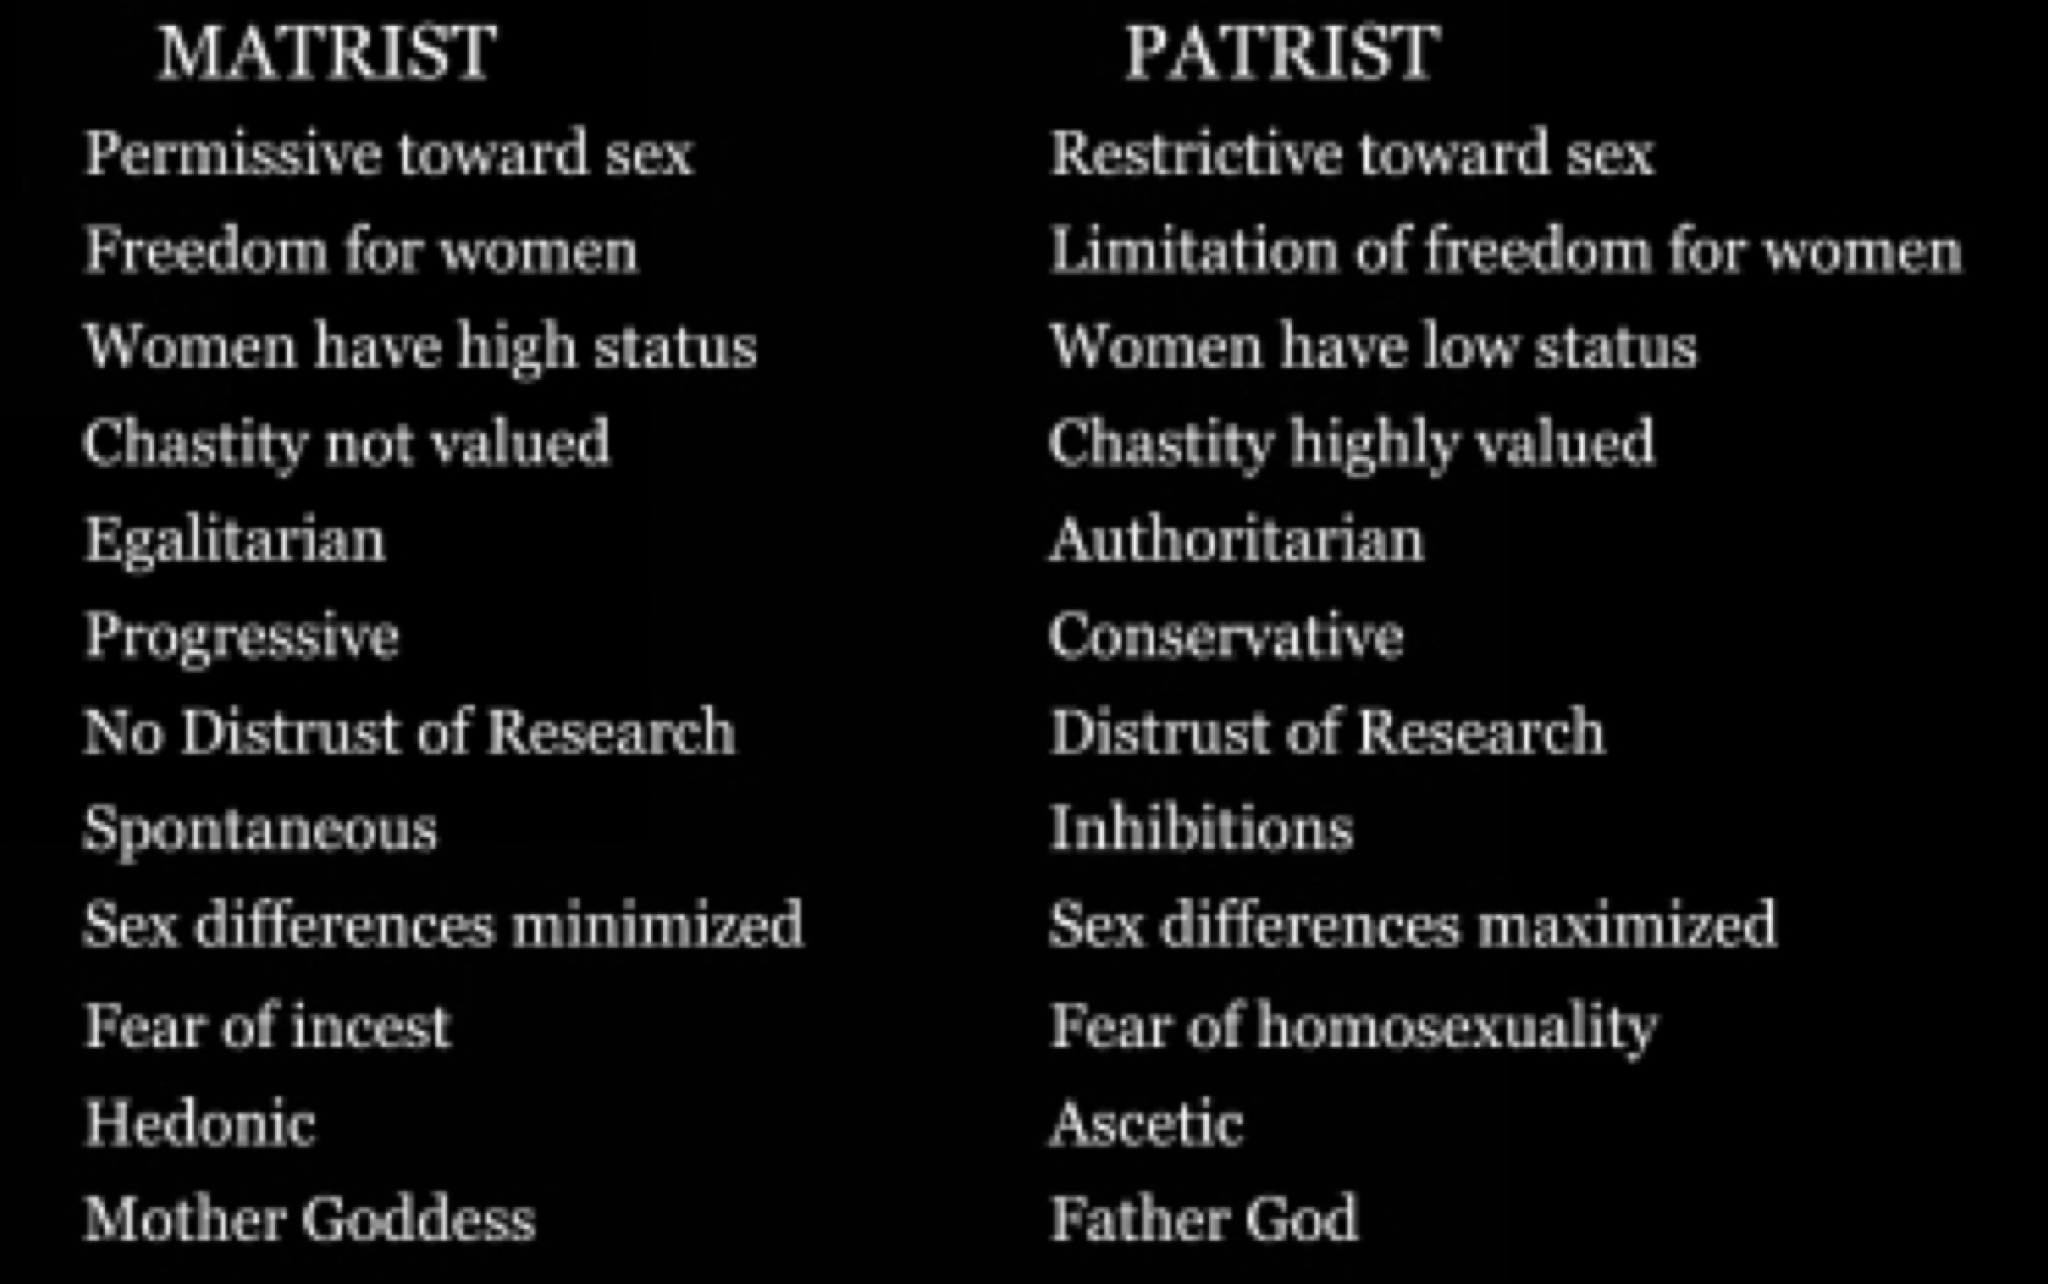 MATRIST PATRIST
Permissive toward sex Restrictive toward sex
Freedom for women Limitation of freedom for women
Women have high status Women have low status
Chastity not valued Chastity highly valued
Egalitarian Authoritarian
Progressive Conservative
No Distrust of Research Distrust of Research
Spontaneous Inhibitions
Sex differences minimized Sex differences maximized
Fear of incest Fear of homosexuality
Hedonic Ascetic
Mother Goddess Father God